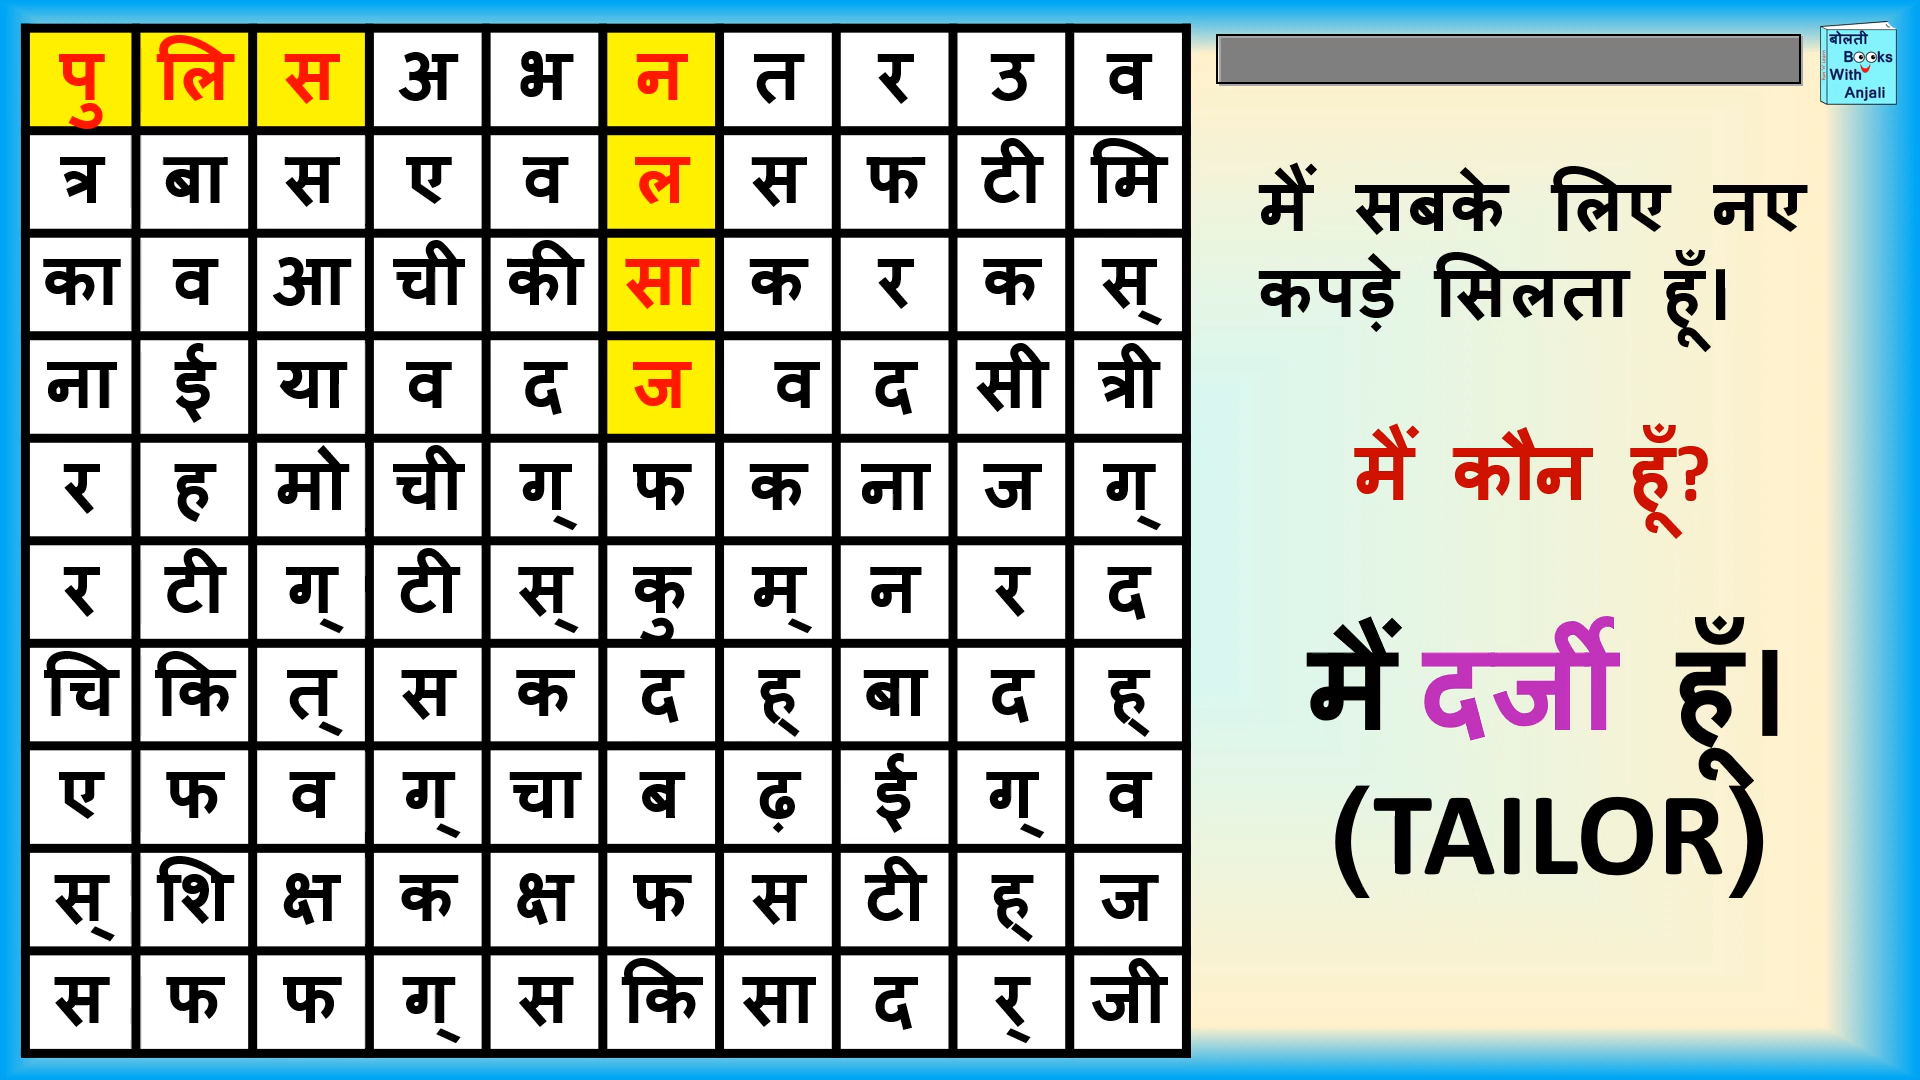 पु लि स अ भ न त र उ व
त्र बा स ए व ल स फ टी मि
का व आ ची की सा क र क स्
ना ई या व द ज व द सी त्री
र ह मो ची ग् फ क ना ज ग्
र टी ग् टी स् कु म् न र द
चि कि त् स क द ह् बा द ह्
ए फ व ग् चा ब ढ़ ई ग् व
स् शि क्ष क क्ष फ स टी ह् ज
स फ फ ग् स कि सा द र् जी
बोलती
Books
With
Anjali
मैं सबके लिए नए
कपड़े सिलता हूँ।
मैं कौन हूँ?
मैं दर्जी हूँ।
(TAILOR)